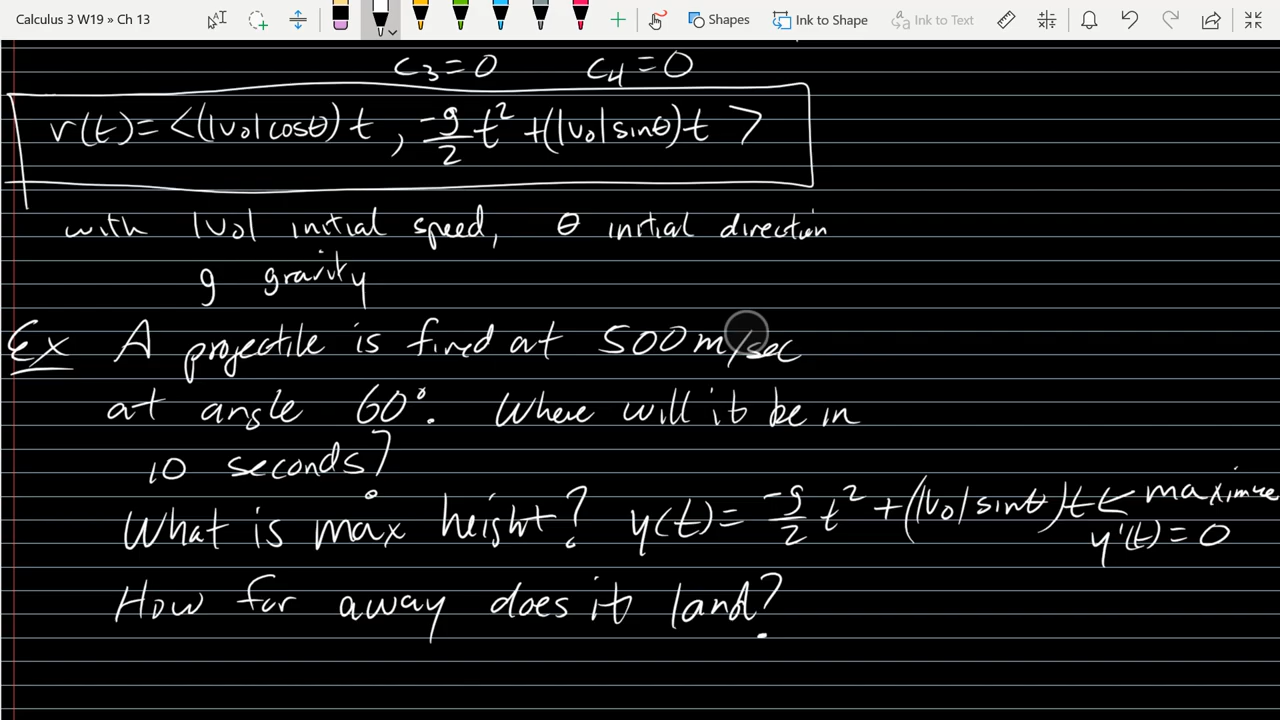 Calculus 3 W19 » Ch 13
Shapes
Ink to Shape
Ink to Text
c₃=0 c₄=0
r(t)=<(|v₀|cosθ)t, -g/2 t² +(|v₀|sinθ)t >
with |v₀| initial speed, θ initial direction
g gravity
Ex A projectile is fired at 500m/sec
at angle 60°. Where will it be in
10 seconds?
What is max height? y(t)= -g/2 t² +(|v₀|sinθ)t ← maximize
y'(t)=0
How far away does it land?